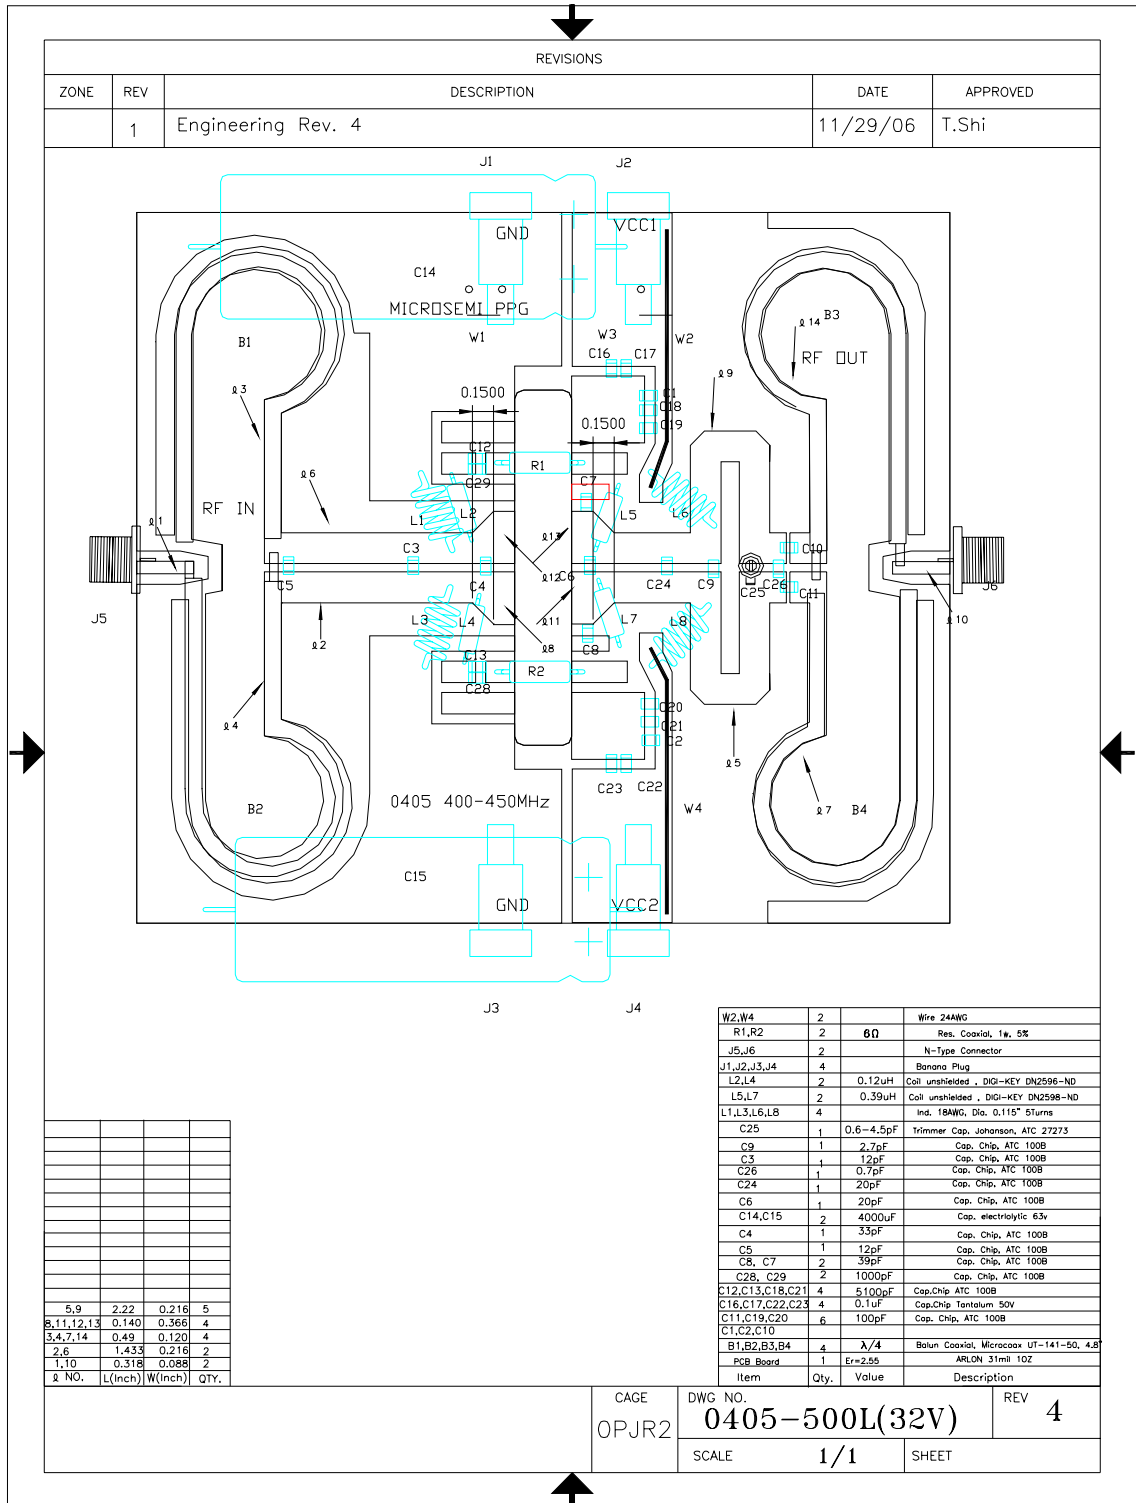 REVISIONS
ZONE REV DESCRIPTION DATE APPROVED
1 Engineering Rev. 4 11/29/06 T.Shi
J1 J2
GND VCC1
C14
MICROSEMI PPG
W1 W3 W2
B1 B3
ℓ14
RF OUT
C16 C17
ℓ9
ℓ3
0.1500
C1
C18
0.1500 C19
C12
R1
ℓ6
C29 C7
RF IN
L1 L2 L5 L6
ℓ1
ℓ13
C10
C3
ℓ12 C6
C5 C4 C24 C9 C25 C26
C11
J5 J6
L3 L4 ℓ11 L7 L8 ℓ10
ℓ2 ℓ8 C8
C13
R2
C28
ℓ4
C20
C21
C2
ℓ5
C23 C22
0405 400-450MHz
B2 W4 ℓ7 B4
C15
GND VCC2
J3 J4
W2,W4 2 Wire 24AWG
R1,R2 2 6Ω Res. Coaxial, 1w, 5%
J5,J6 2 N-Type Connector
J1,J2,J3,J4 4 Banana Plug
L2,L4 2 0.12uH Coil unshielded , DIGI-KEY DN2596-ND
L5,L7 2 0.39uH Coil unshielded , DIGI-KEY DN2598-ND
L1,L3,L6,L8 4 Ind. 18AWG, Dia. 0.115" 5Turns
C25 1 0.6-4.5pF Trimmer Cap, Johanson, ATC 27273
C9 1 2.7pF Cap. Chip, ATC 100B
C3 1 12pF Cap. Chip, ATC 100B
C26 1 0.7pF Cap. Chip, ATC 100B
C24 1 20pF Cap. Chip, ATC 100B
C6 1 20pF Cap. Chip, ATC 100B
C14,C15 2 4000uF Cap. electrlolytic 63v
C4 1 33pF Cap. Chip, ATC 100B
C5 1 12pF Cap. Chip, ATC 100B
C8, C7 2 39pF Cap. Chip, ATC 100B
C28, C29 2 1000pF Cap. Chip, ATC 100B
C12,C13,C18,C21 4 5100pF Cap.Chip ATC 100B
C16,C17,C22,C23 4 0.1uF Cap.Chip Tantalum 50V
C11,C19,C20 6 100pF Cap. Chip, ATC 100B
C1,C2,C10
B1,B2,B3,B4 4 λ/4 Balun Coaxial, Microcoax UT-141-50, 4.8"
PCB Board 1 Er=2.55 ARLON 31mil 1OZ
Item Qty. Value Description
5,9 2.22 0.216 5
8,11,12,13 0.140 0.366 4
3,4,7,14 0.49 0.120 4
2,6 1.433 0.216 2
1,10 0.318 0.088 2
ℓ NO. L(Inch) W(Inch) QTY.
CAGE DWG NO. REV
0PJR2 0405-500L(32V) 4
SCALE 1/1 SHEET